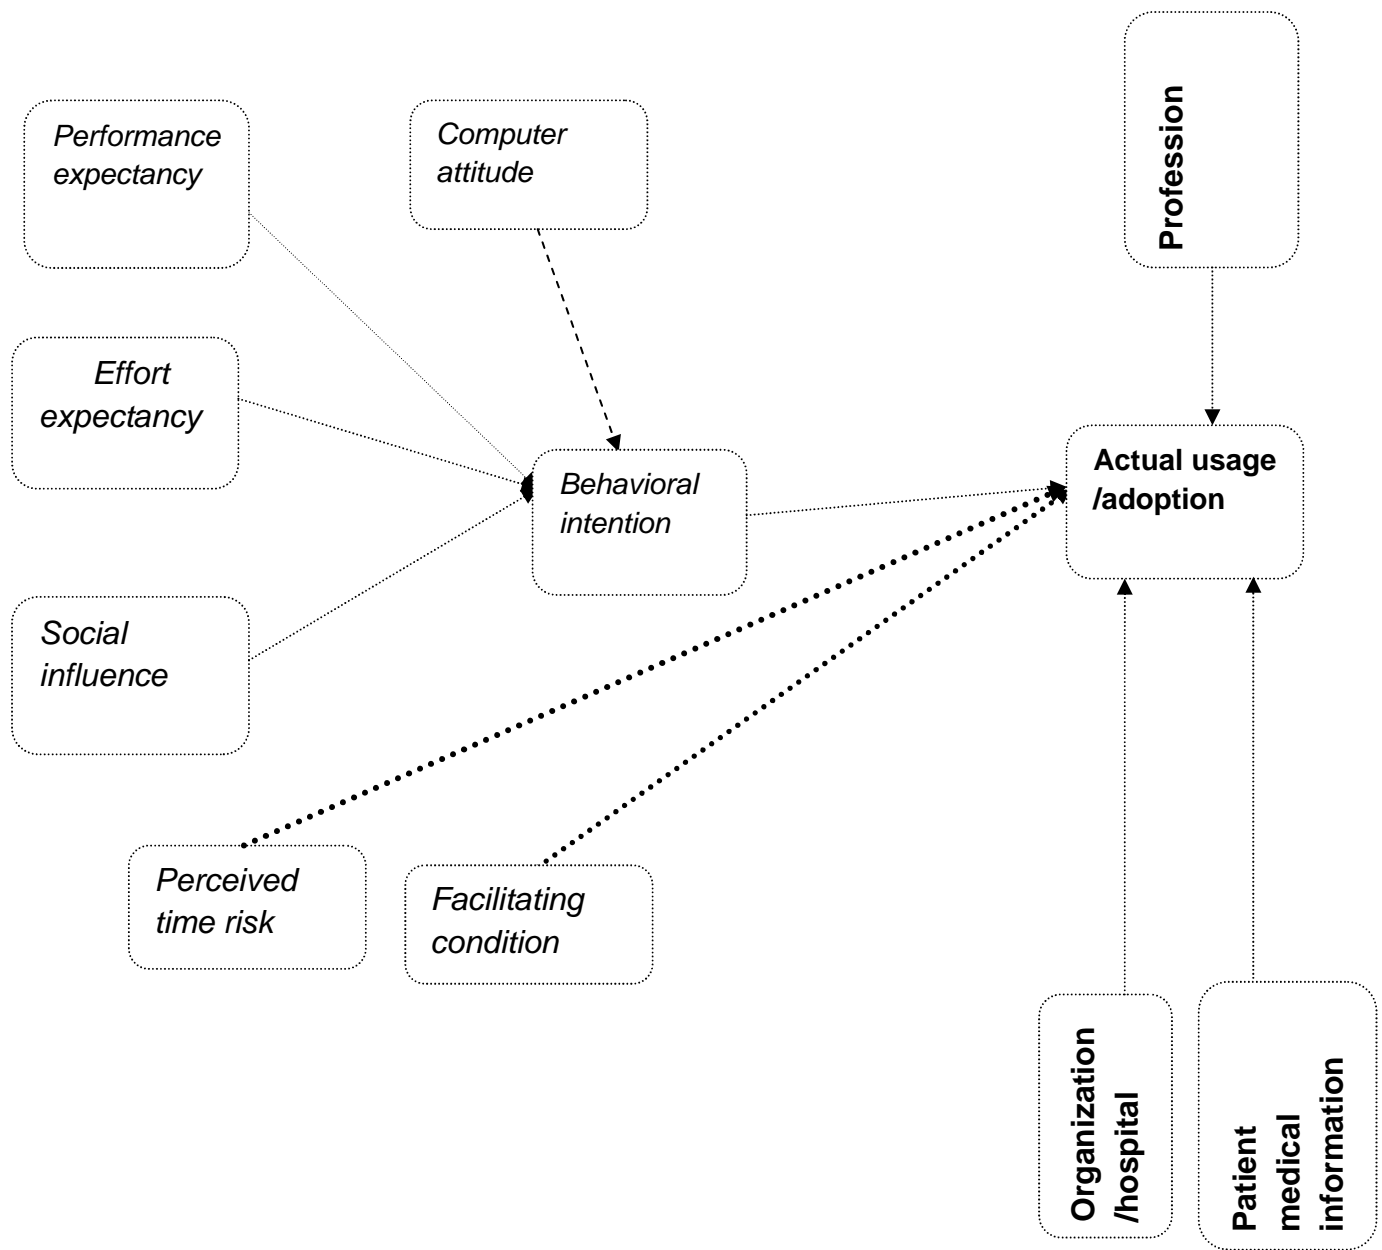 Profession
Performance
expectancy
Computer
attitude
Effort
expectancy
Behavioral
intention
Actual usage
/adoption
Social
influence
Perceived
time risk
Facilitating
condition
Organization
/hospital
Patient
medical
information